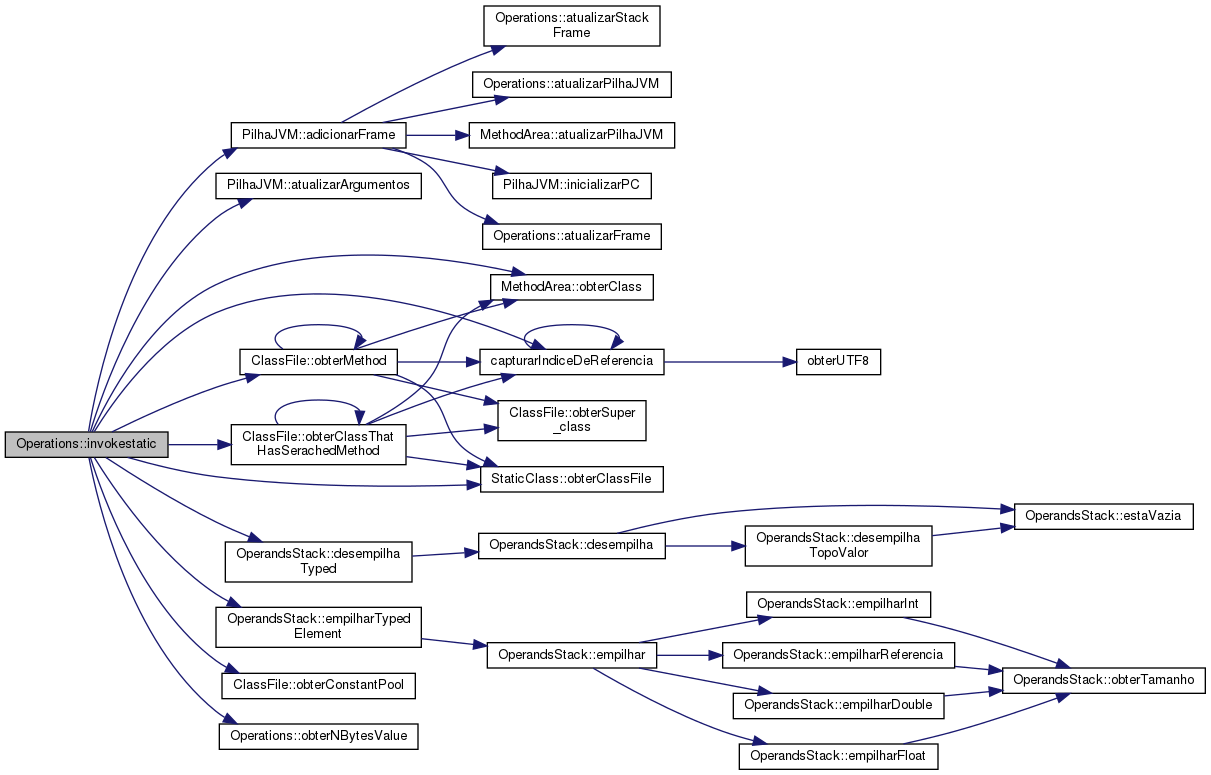 Operations::atualizarStack
Frame
Operations::atualizarPilhaJVM
PilhaJVM::adicionarFrame
MethodArea::atualizarPilhaJVM
PilhaJVM::atualizarArgumentos
PilhaJVM::inicializarPC
Operations::atualizarFrame
MethodArea::obterClass
ClassFile::obterMethod
capturarIndiceDeReferencia
obterUTF8
ClassFile::obterSuper
_class
Operations::invokestatic
ClassFile::obterClassThat
HasSerachedMethod
StaticClass::obterClassFile
OperandsStack::estaVazia
OperandsStack::desempilha
Typed
OperandsStack::desempilha
OperandsStack::desempilha
TopoValor
OperandsStack::empilharInt
OperandsStack::empilharTyped
Element
OperandsStack::empilhar
OperandsStack::empilharReferencia
OperandsStack::obterTamanho
ClassFile::obterConstantPool
OperandsStack::empilharDouble
Operations::obterNBytesValue
OperandsStack::empilharFloat